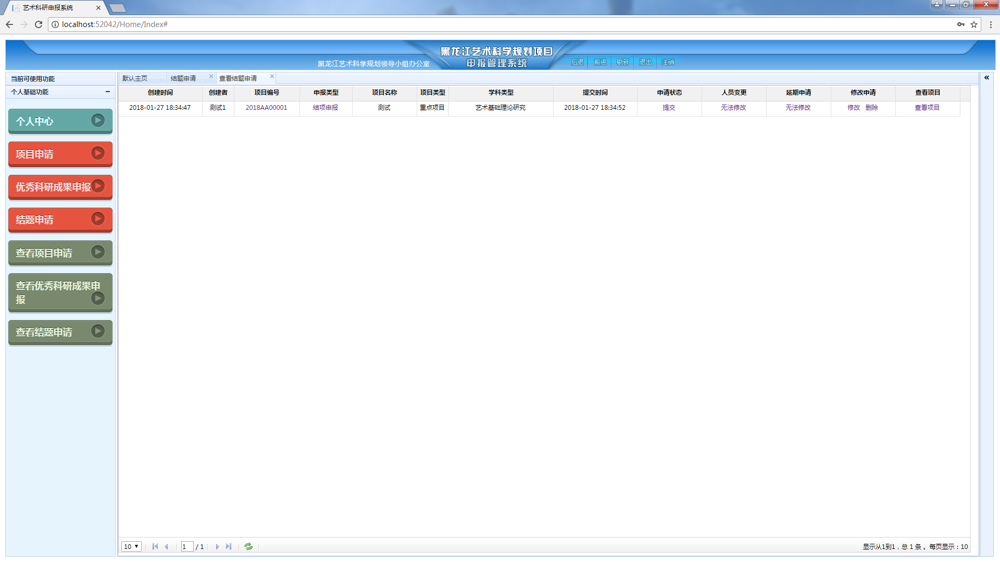 艺术科研申报系统
localhost:52042/Home/Index#
黑龙江艺术科学规划领导小组办公室
黑龙江艺术科学规划项目
申报管理系统
后退 前进 刷新 退出 注销
当前可使用功能
个人基础功能
个人中心
项目申请
优秀科研成果申报
结题申请
查看项目申请
查看优秀科研成果申
报
查看结题申请
默认主页 结题申请 查看结题申请
创建时间 创建者 项目编号 申报类型 项目名称 项目类型 学科类型 提交时间 申请状态 人员变更 延期申请 修改申请 查看项目
2018-01-27 18:34:47 测试1 2018AA00001 结项申报 测试 重点项目 艺术基础理论研究 2018-01-27 18:34:52 提交 无法修改 无法修改 修改 删除 查看项目
10 1 / 1 显示从1到1，总 1 条 。每页显示：10